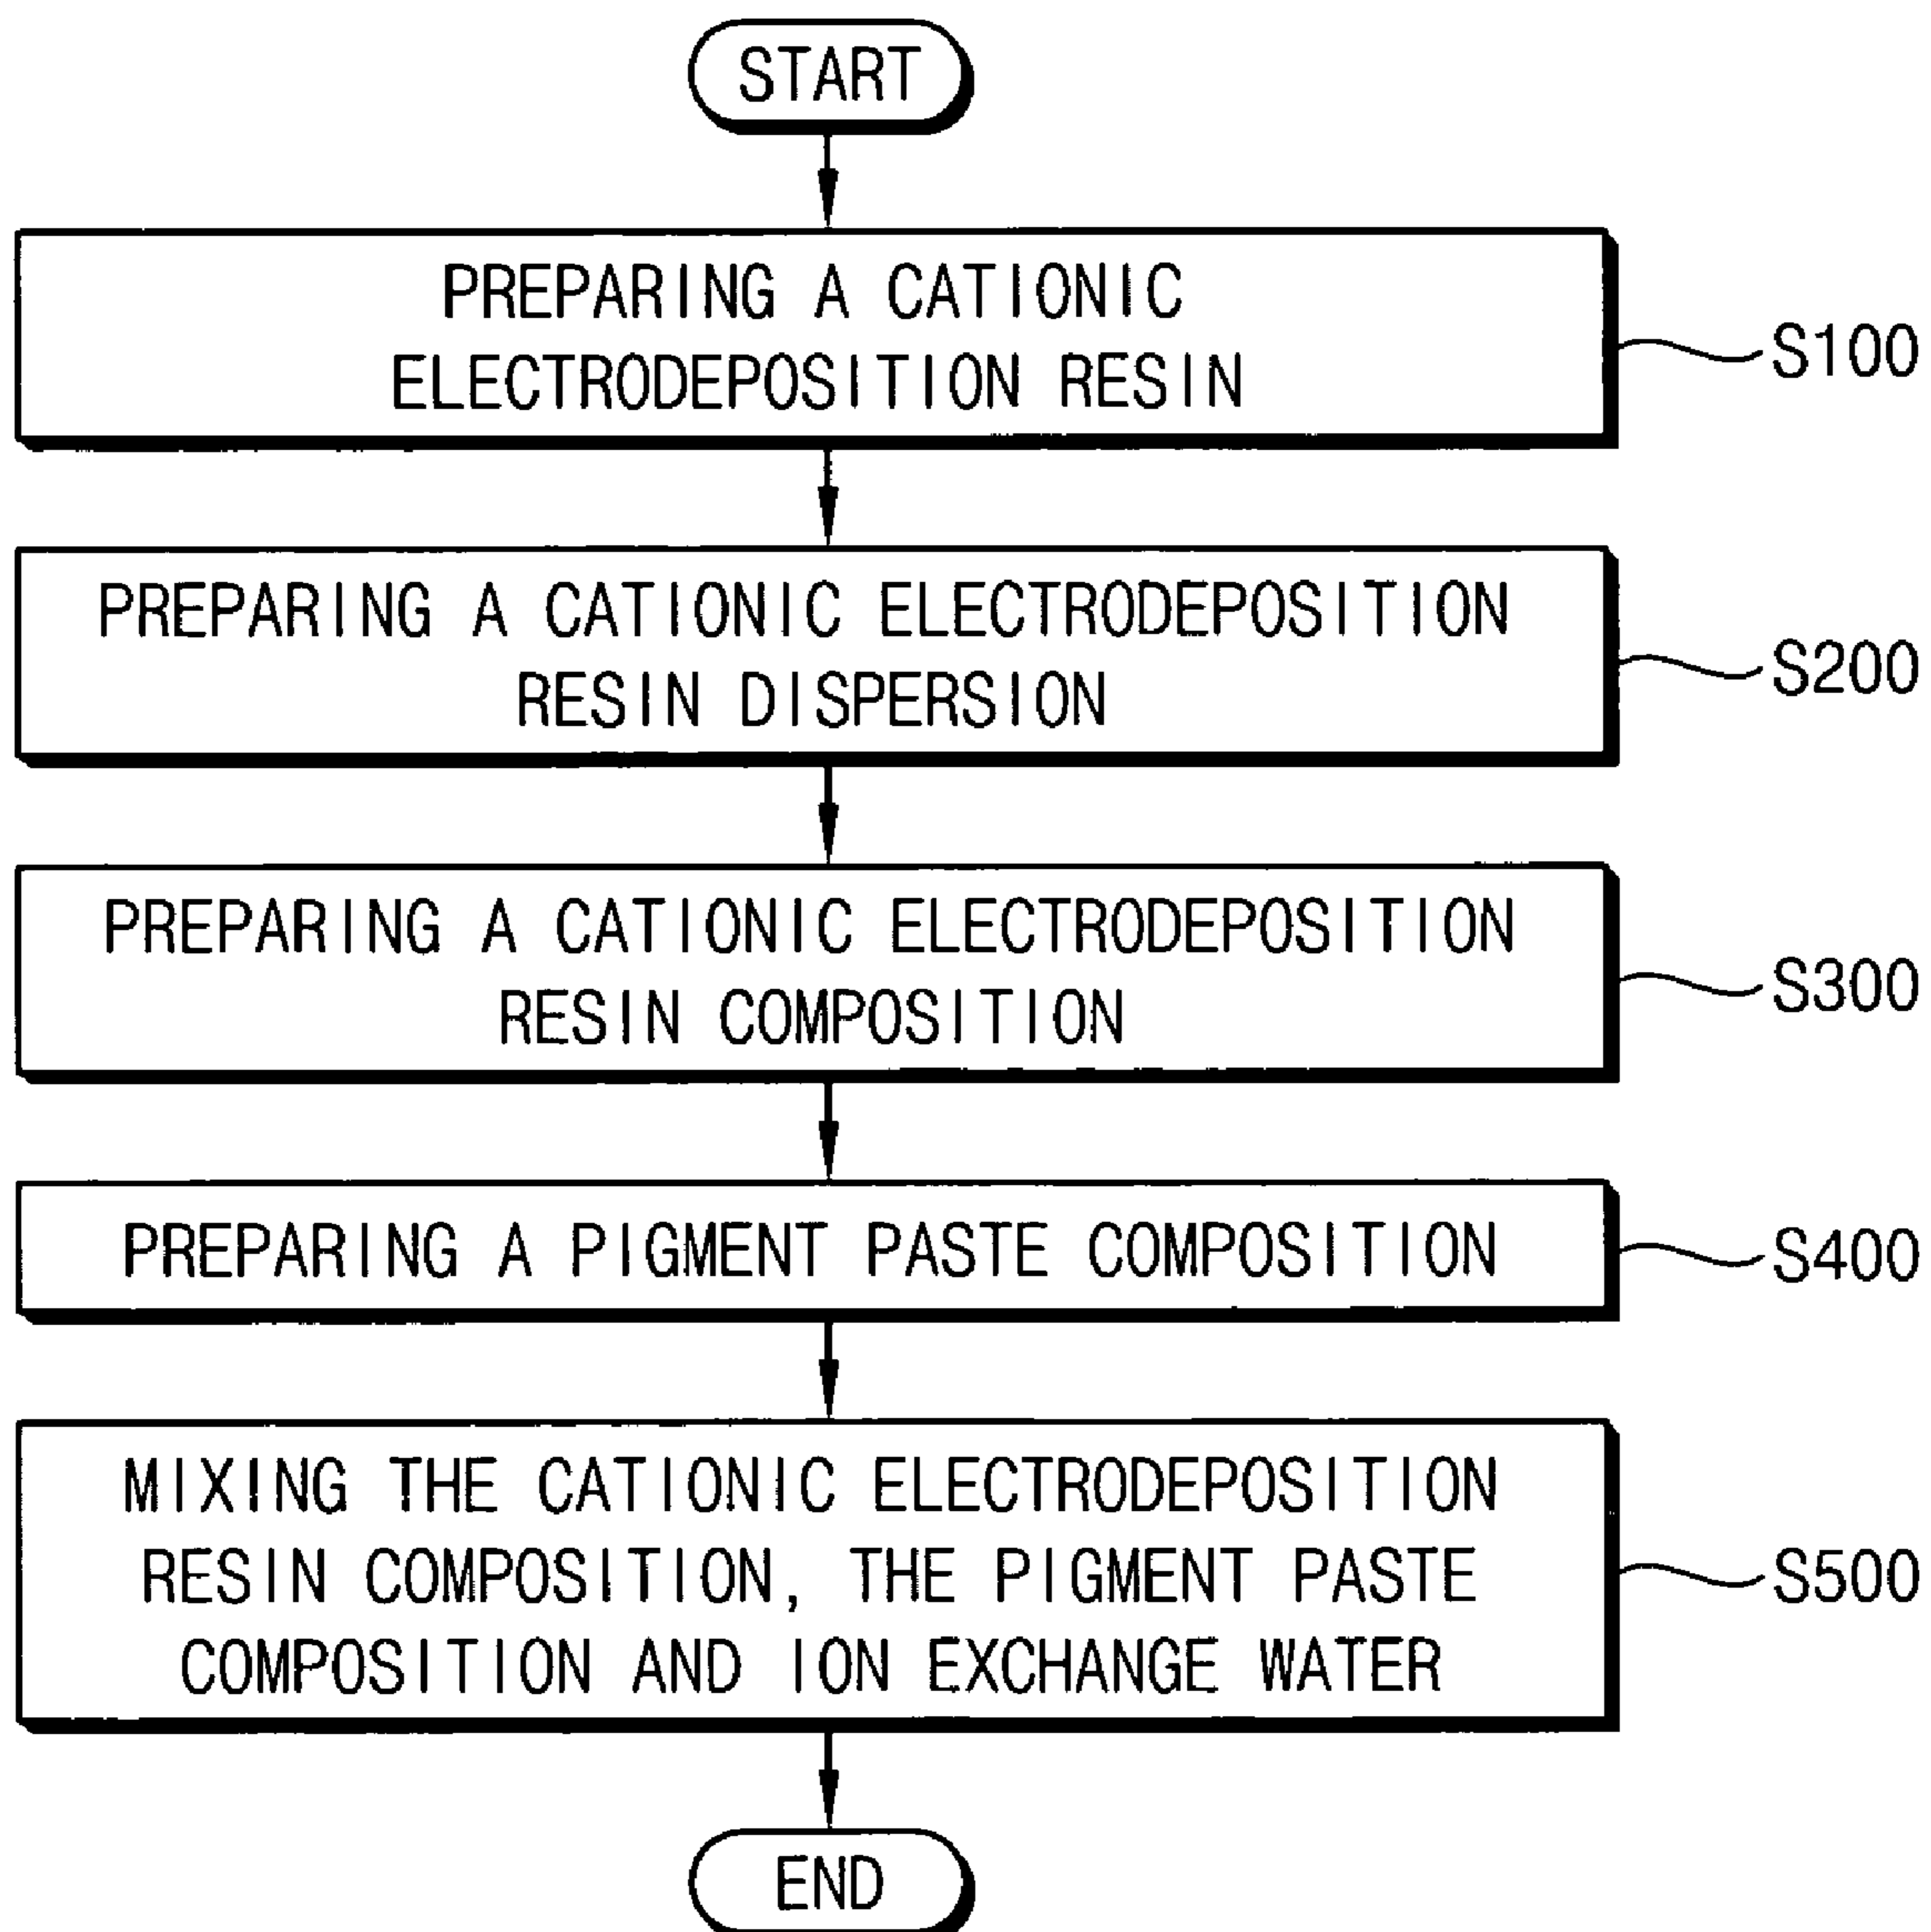 START
PREPARING A CATIONIC
ELECTRODEPOSITION RESIN
S100
PREPARING A CATIONIC ELECTRODEPOSITION
RESIN DISPERSION
S200
PREPARING A CATIONIC ELECTRODEPOSITION
RESIN COMPOSITION
S300
PREPARING A PIGMENT PASTE COMPOSITION
S400
MIXING THE CATIONIC ELECTRODEPOSITION
RESIN COMPOSITION, THE PIGMENT PASTE
COMPOSITION AND ION EXCHANGE WATER
S500
END